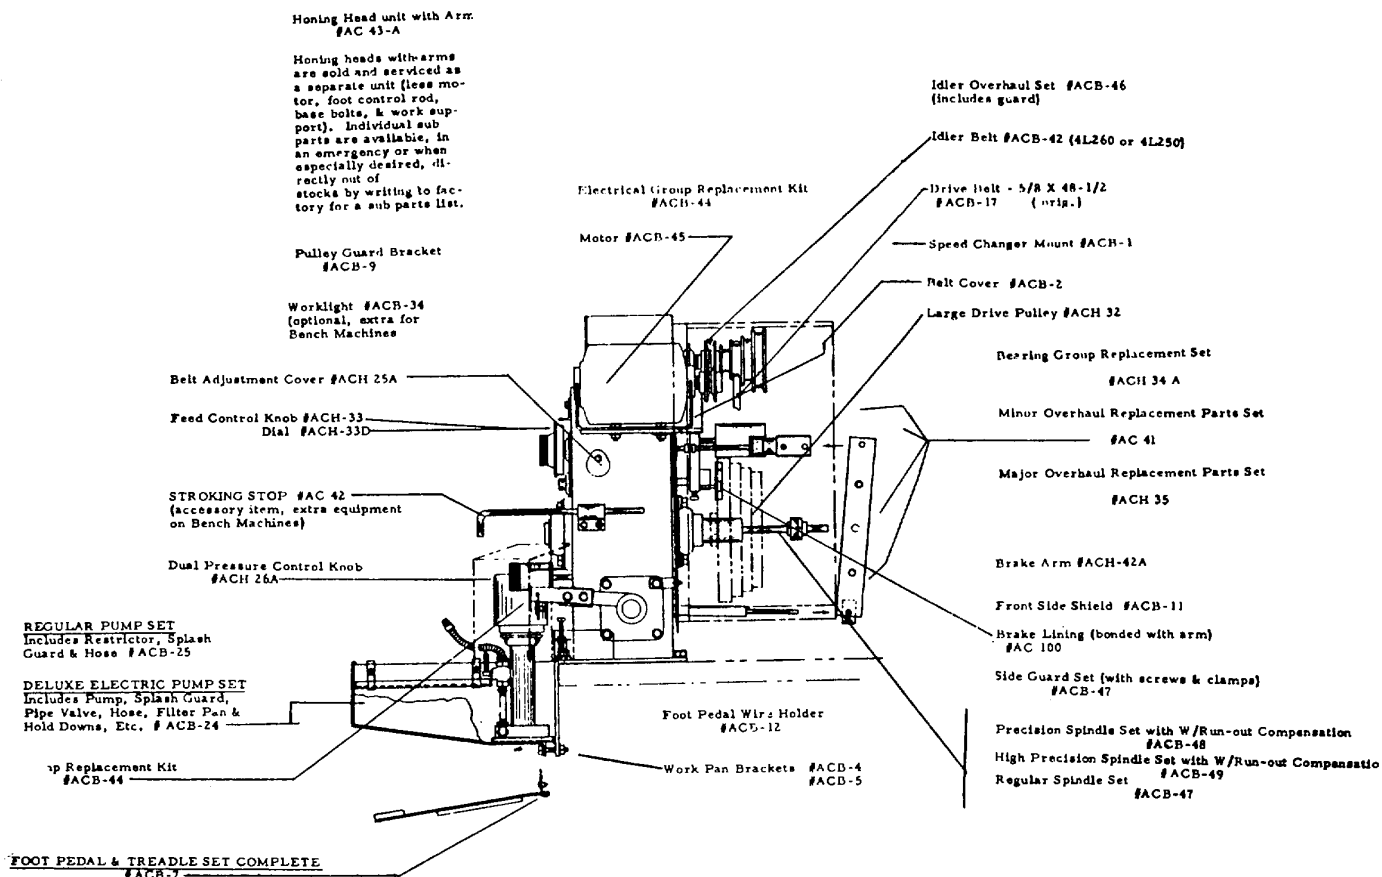 Honing Head unit with Arm
#AC 43-A
Honing heads with arms
are sold and serviced as
a separate unit (less mo-
tor, foot control rod,
base bolts, & work sup-
port). Individual sub
parts are available, in
an emergency or when
especially desired, di-
rectly out of
stocks by writing to fac-
tory for a sub parts list.
Pulley Guard Bracket
#ACB-9
Worklight #ACB-34
(optional, extra for
Bench Machines
Electrical Group Replacement Kit
#ACB-44
Motor #ACB-45
Idler Overhaul Set #ACB-46
(includes guard)
Idler Belt #ACB-42 (4L260 or 4L250)
Drive Belt - 5/8 X 48-1/2
#ACB-17 (orig.)
Speed Changer Mount #ACB-1
Belt Cover #ACB-2
Large Drive Pulley #ACH 32
Belt Adjustment Cover #ACH 25A
Feed Control Knob #ACH-33
Dial #ACH-33D
STROKING STOP #AC 42
(accessory item, extra equipment
on Bench Machines)
Dual Pressure Control Knob
#ACH 26A
Bearing Group Replacement Set
#ACH 34 A
Minor Overhaul Replacement Parts Set
#AC 41
Major Overhaul Replacement Parts Set
#ACH 35
Brake Arm #ACH-42A
Front Side Shield #ACB-11
Brake Lining (bonded with arm)
#AC 100
Side Guard Set (with screws & clamps)
#ACB-47
REGULAR PUMP SET
Includes Restrictor, Splash
Guard & Hose #ACB-25
DELUXE ELECTRIC PUMP SET
Includes Pump, Splash Guard,
Pipe Valve, Hose, Filter Pan &
Hold Downs, Etc. # ACB-24
Replacement Kit
#ACB-44
Foot Pedal Wire Holder
#ACB-12
Work Pan Brackets #ACB-4
#ACB-5
Precision Spindle Set with W/Run-out Compensation
#ACB-48
High Precision Spindle Set with W/Run-out Compensatio
#ACB-49
Regular Spindle Set
#ACB-47
FOOT PEDAL & TREADLE SET COMPLETE
#ACB-7